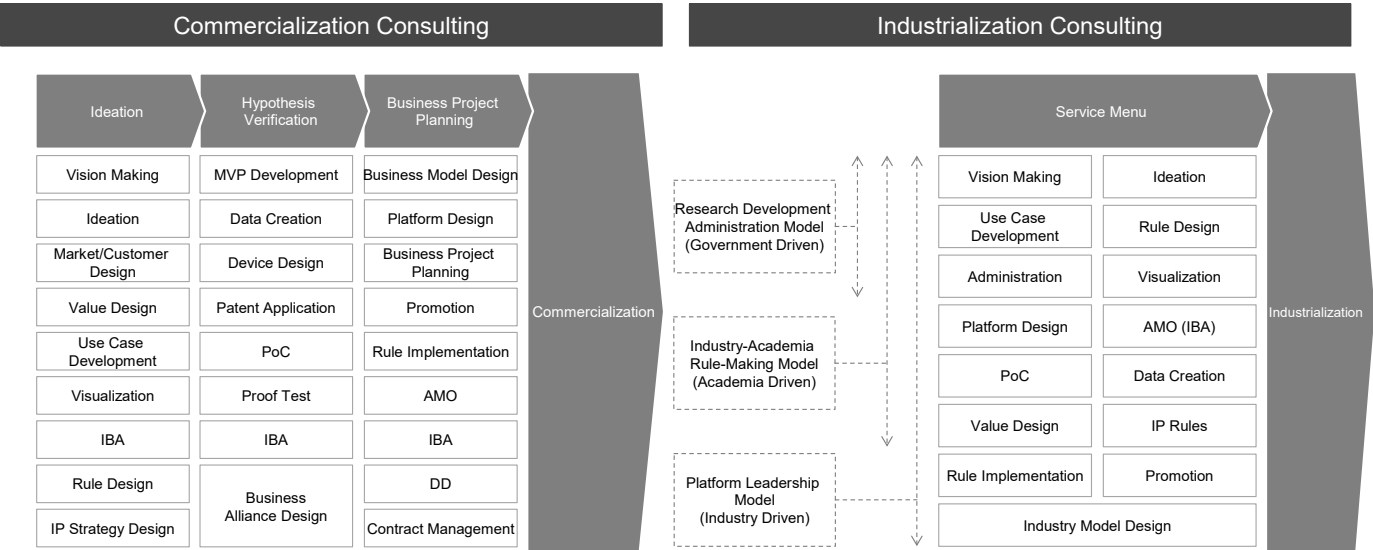 Commercialization Consulting
Ideation
Hypothesis
Verification
Business Project
Planning
Vision Making
Ideation
Market/Customer
Design
Value Design
Use Case
Development
Visualization
IBA
Rule Design
IP Strategy Design
MVP Development
Data Creation
Device Design
Patent Application
PoC
Proof Test
IBA
Business
Alliance Design
Business Model Design
Platform Design
Business Project
Planning
Promotion
Rule Implementation
AMO
IBA
DD
Contract Management
Commercialization
Industrialization Consulting
Research Development
Administration Model
(Government Driven)
Industry-Academia
Rule-Making Model
(Academia Driven)
Platform Leadership
Model
(Industry Driven)
Service Menu
Vision Making
Ideation
Use Case
Development
Rule Design
Administration
Visualization
Platform Design
AMO (IBA)
PoC
Data Creation
Value Design
IP Rules
Rule Implementation
Promotion
Industry Model Design
Industrialization